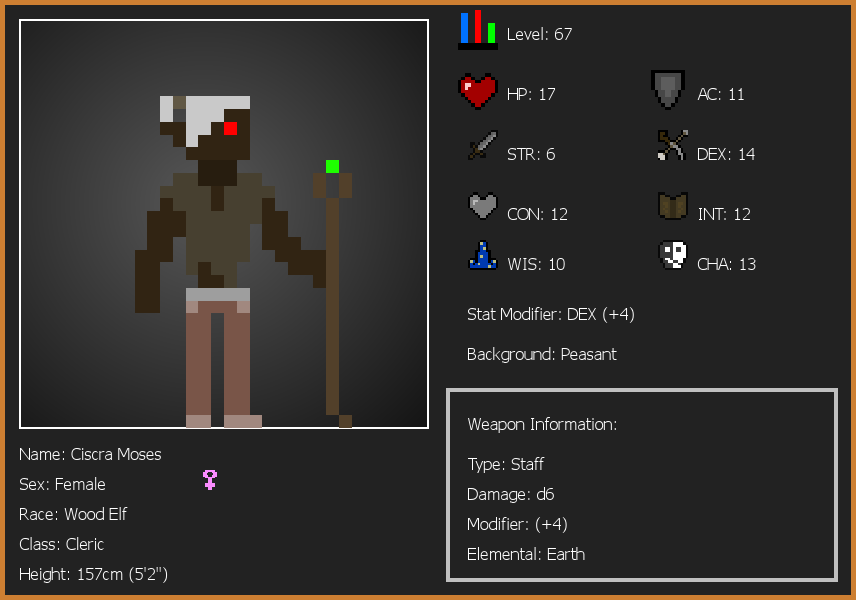 Level: 67
HP: 17
AC: 11
STR: 6
DEX: 14
CON: 12
INT: 12
WIS: 10
CHA: 13
Stat Modifier: DEX (+4)
Background: Peasant
Weapon Information:
Type: Staff
Damage: d6
Modifier: (+4)
Elemental: Earth
Name: Ciscra Moses
Sex: Female
Race: Wood Elf
Class: Cleric
Height: 157cm (5'2")